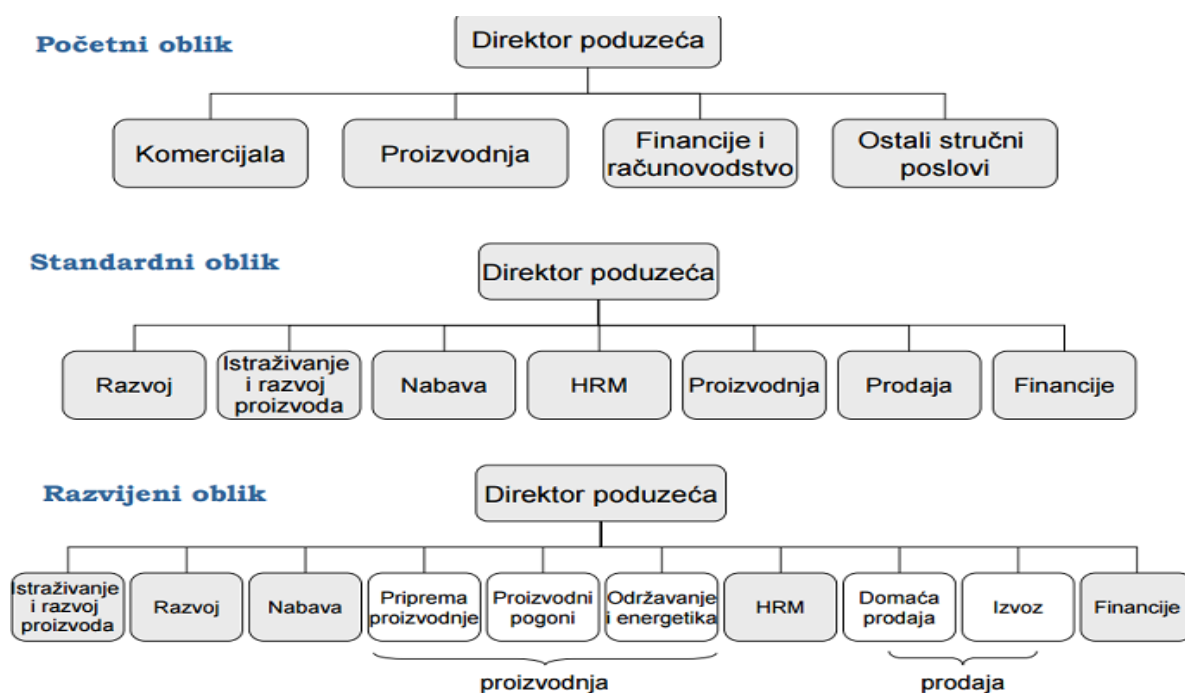 Početni oblik
Direktor poduzeća
Komercijala
Proizvodnja
Financije i
računovodstvo
Ostali stručni
poslovi
Standardni oblik
Direktor poduzeća
Razvoj
Istraživanje
i razvoj
proizvoda
Nabava
HRM
Proizvodnja
Prodaja
Financije
Razvijeni oblik
Direktor poduzeća
Istraživanje
i razvoj
proizvoda
Razvoj
Nabava
Priprema
proizvodnje
Proizvodni
pogoni
Održavanje
i energetika
HRM
Domaća
prodaja
Izvoz
Financije
proizvodnja
prodaja